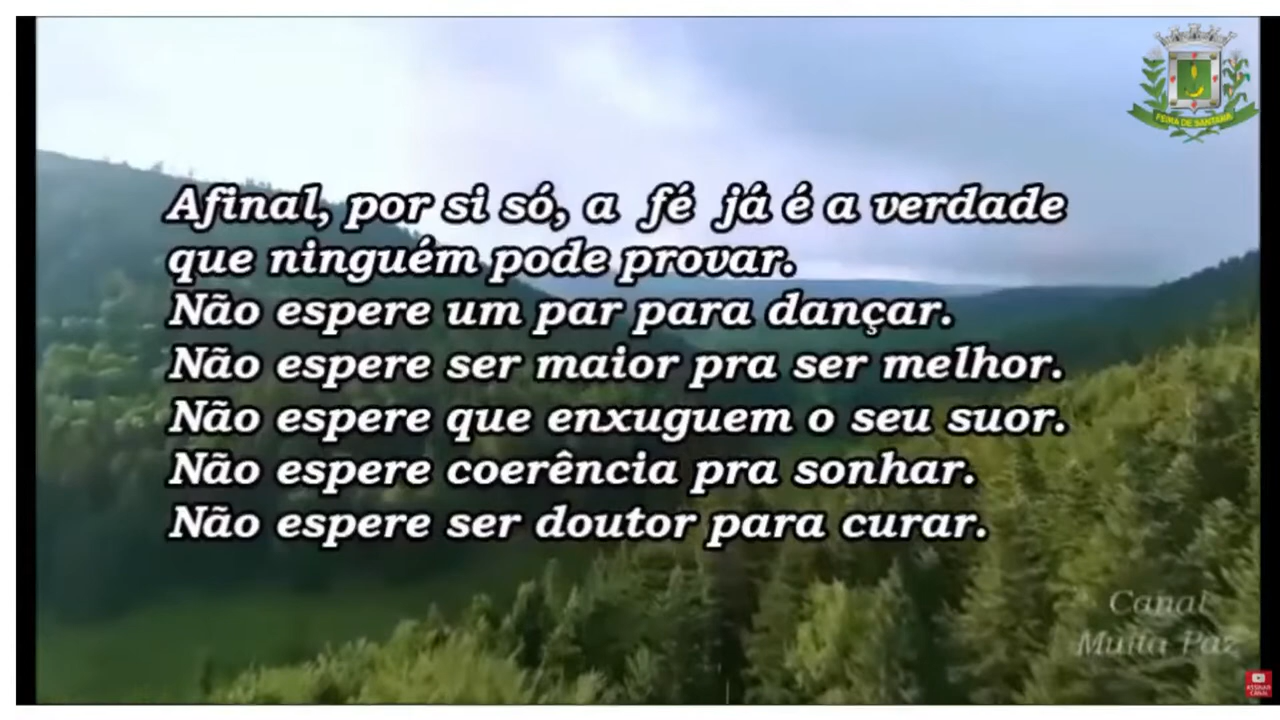 FEIRA DE SANTANA
Afinal, por si só, a fé já é a verdade
que ninguém pode provar.
Não espere um par para dançar.
Não espere ser maior pra ser melhor.
Não espere que enxuguem o seu suor.
Não espere coerência pra sonhar.
Não espere ser doutor para curar.
Canal
Muita Paz
ASSINAR
CANAL